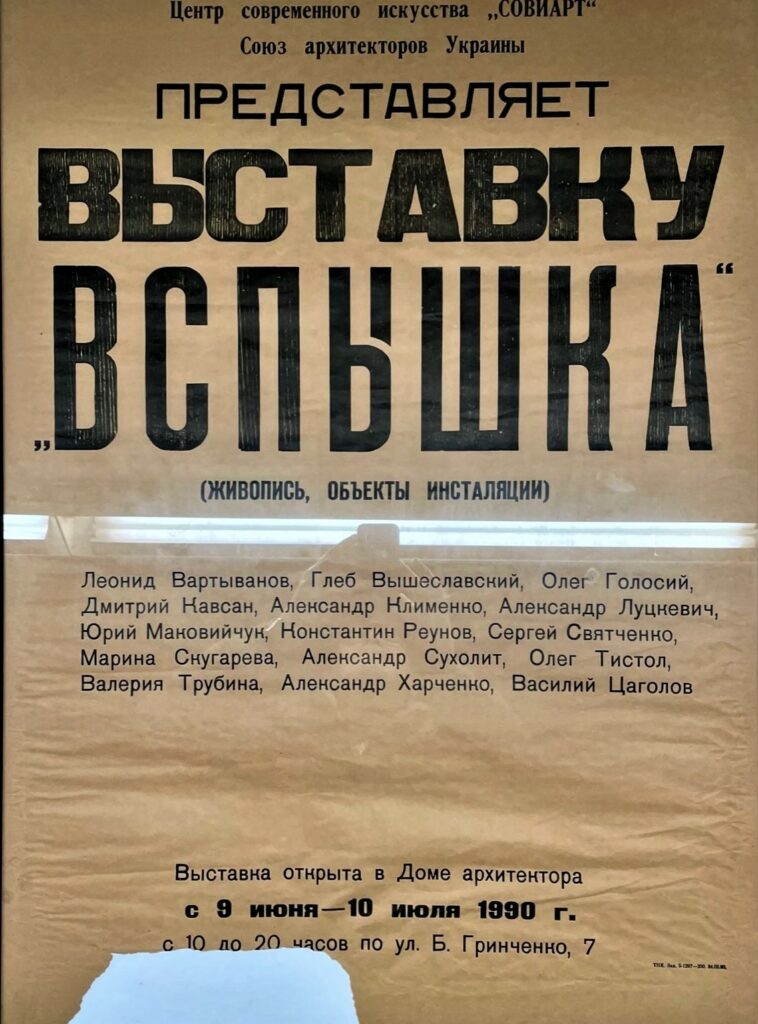 Центр современного искусства „СОВИАРТ“
Союз архитекторов Украины
ПРЕДСТАВЛЯЕТ
ВЫСТАВКУ
„ВСПЫШКА“
(ЖИВОПИСЬ, ОБЪЕКТЫ ИНСТАЛЯЦИИ)
Леонид Вартыванов, Глеб Вышеславский, Олег Голосий,
Дмитрий Кавсан, Александр Клименко, Александр Луцкевич,
Юрий Маковийчук, Константин Реунов, Сергей Святченко,
Марина Скугарева, Александр Сухолит, Олег Тистол,
Валерия Трубина, Александр Харченко, Василий Цаголов
Выставка открыта в Доме архитектора
с 9 июня—10 июля 1990 г.
с 10 до 20 часов по ул. Б. Гринченко, 7